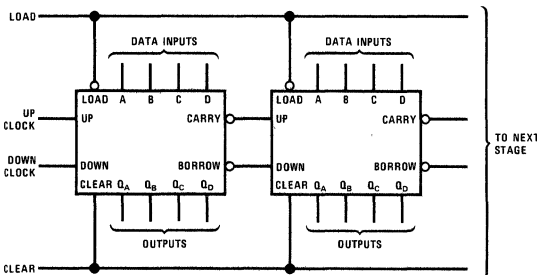 LOAD
DATA INPUTS
DATA INPUTS
LOAD A B C D
LOAD A B C D
UP CLOCK
UP
CARRY
UP
CARRY
TO NEXT STAGE
DOWN CLOCK
DOWN
BORROW
DOWN
BORROW
CLEAR QA QB QC QD
CLEAR QA QB QC QD
OUTPUTS
OUTPUTS
CLEAR